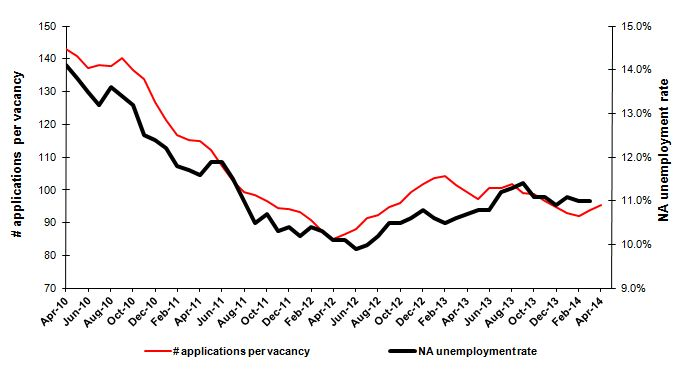 150
140
130
120
110
100
90
80
70
# applications per vacancy
15.0%
14.0%
13.0%
12.0%
11.0%
10.0%
9.0%
NA unemployment rate
Apr-10
Jun-10
Aug-10
Oct-10
Dec-10
Feb-11
Apr-11
Jun-11
Aug-11
Oct-11
Dec-11
Feb-12
Apr-12
Jun-12
Aug-12
Oct-12
Dec-12
Feb-13
Apr-13
Jun-13
Aug-13
Oct-13
Dec-13
Feb-14
Apr-14
# applications per vacancy
NA unemployment rate